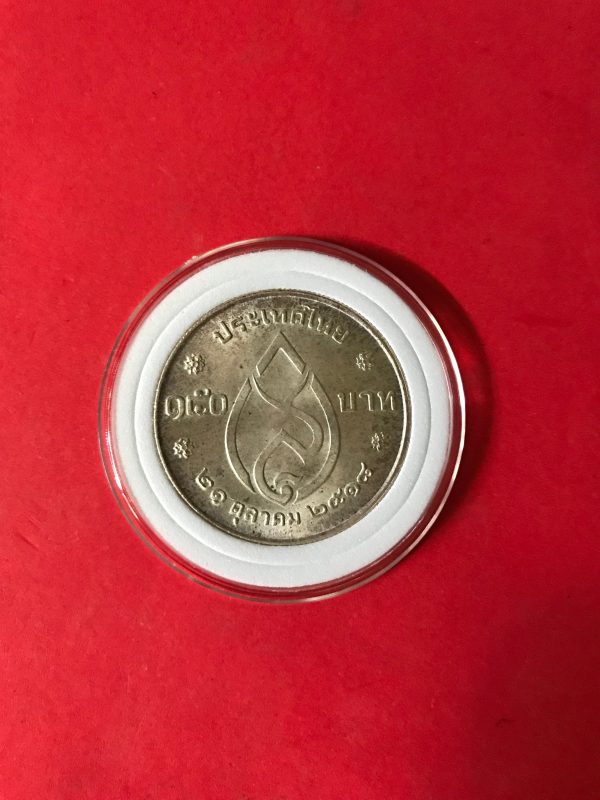 ประเทศไทย
๑๕๐ บาท
๒๑ ตุลาคม ๒๕๑๘